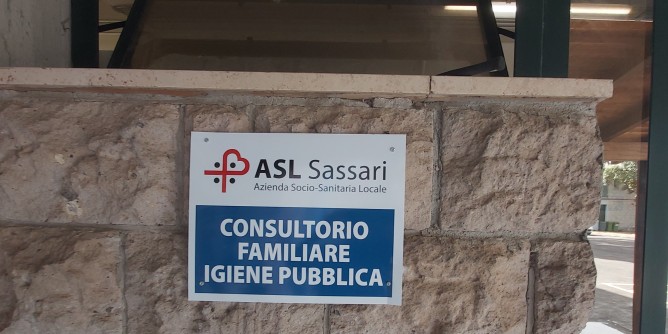 ASL Sassari
Azienda Socio-Sanitaria Locale
CONSULTORIO
FAMILIARE
IGIENE PUBBLICA